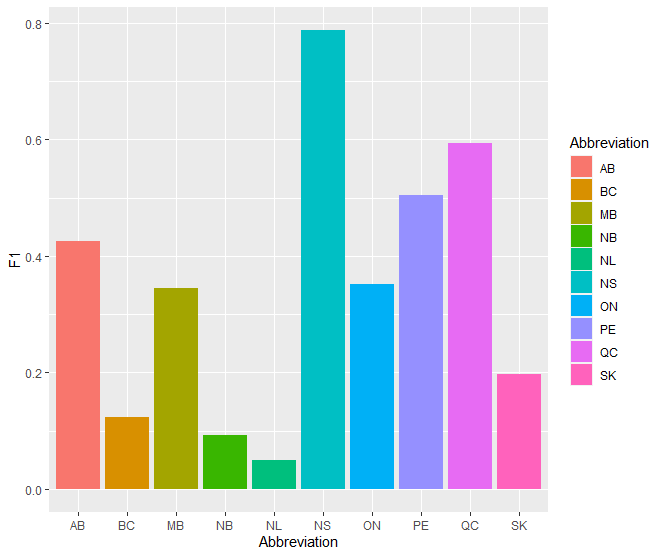 0.8
0.6
0.4
0.2
0.0
F1
AB BC MB NB NL NS ON PE QC SK
Abbreviation
Abbreviation
AB
BC
MB
NB
NL
NS
ON
PE
QC
SK